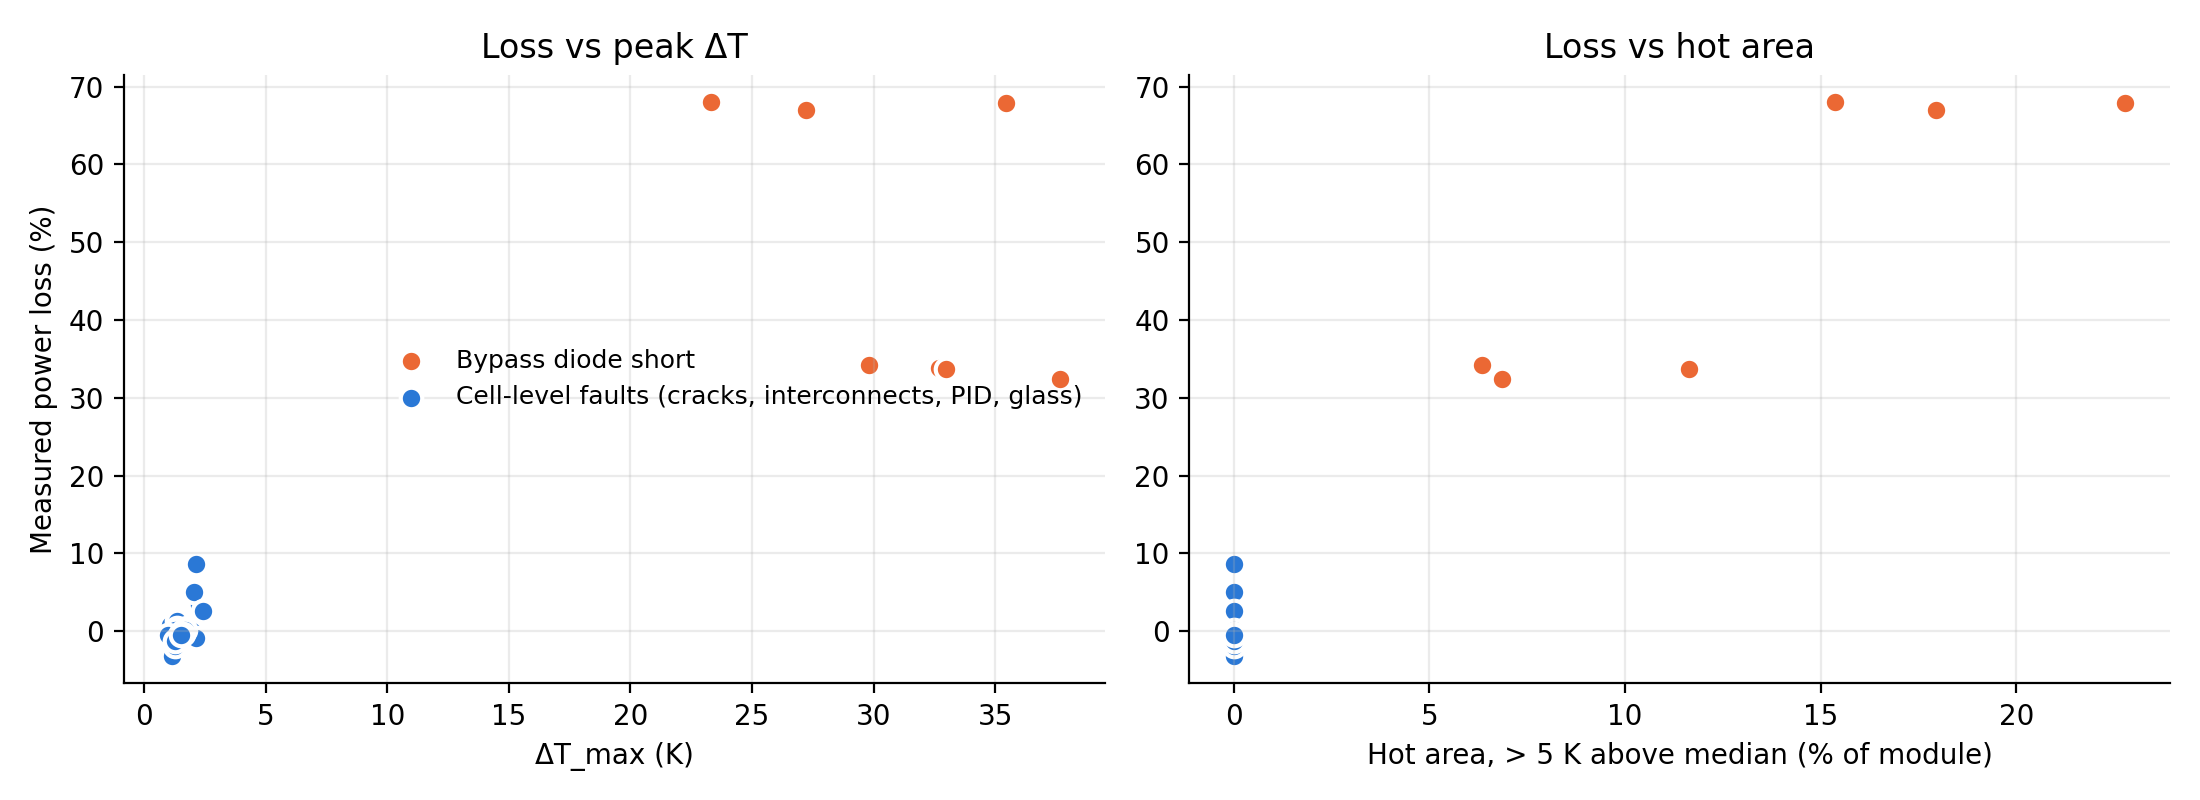 Loss vs peak ΔT
Measured power loss (%)
70
60
50
40
30
20
10
0
Bypass diode short
Cell-level faults (cracks, interconnects, PID, glass)
0 5 10 15 20 25 30 35
ΔT_max (K)
Loss vs hot area
70
60
50
40
30
20
10
0
0 5 10 15 20
Hot area, > 5 K above median (% of module)